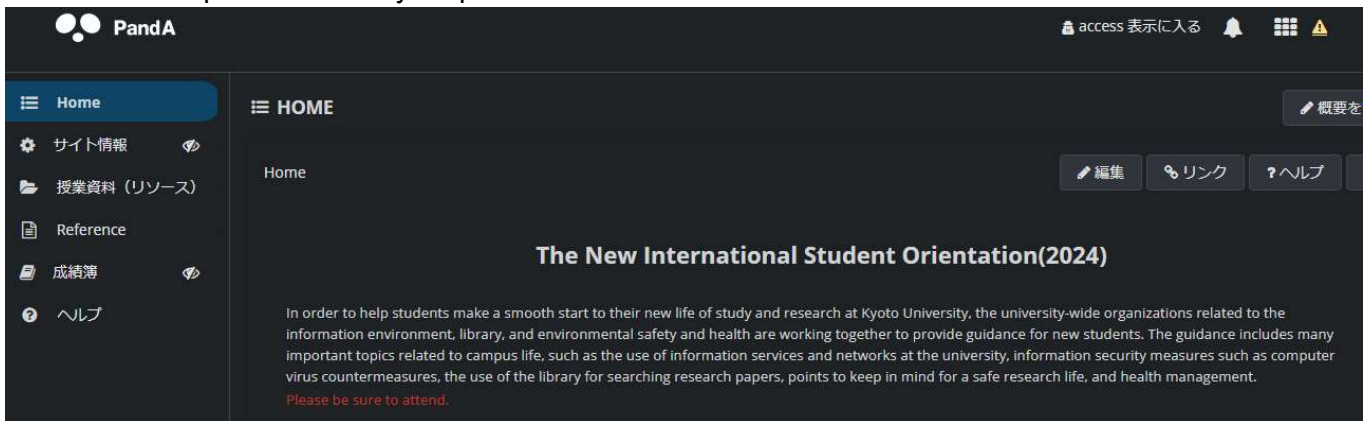 PandA
access 表示に入る
Home
サイト情報
授業資料（リソース）
Reference
成績簿
ヘルプ
HOME
概要を
Home
編集
リンク
?ヘルプ
The New International Student Orientation(2024)
In order to help students make a smooth start to their new life of study and research at Kyoto University, the university-wide organizations related to the
information environment, library, and environmental safety and health are working together to provide guidance for new students. The guidance includes many
important topics related to campus life, such as the use of information services and networks at the university, information security measures such as computer
virus countermeasures, the use of the library for searching research papers, points to keep in mind for a safe research life, and health management.
Please be sure to attend.